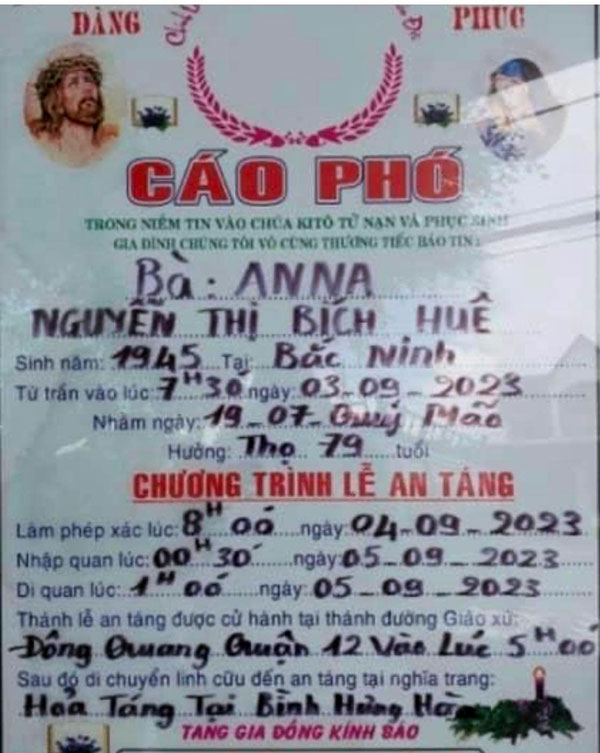 ĐẢNG PHỤC
CÁO PHÓ
TRONG NIỀM TIN VÀO CHÚA KITÔ TỬ NẠN VÀ PHỤC SINH
GIA ĐÌNH CHÚNG TÔI VÔ CÙNG THƯƠNG TIẾC BÁO TIN:
Bà: ANNA
NGUYỄN THỊ BÍCH HUÊ
Sinh năm: 1945 Tại: Bắc Ninh
Từ trần vào lúc: 7H30 ngày: 03-09-2023
Nhằm ngày: 19-07-Quý Mão
Hưởng: Thọ 79 tuổi
CHƯƠNG TRÌNH LỄ AN TÁNG
Làm phép xác lúc: 8H00 ngày: 04-09-2023
Nhập quan lúc: 00H30 ngày: 05-09-2023
Di quan lúc: 1H00 ngày: 05-09-2023
Thánh lễ an táng được cử hành tại thánh đường Giáo xứ:
Đông Quang Quận 12 Vào Lúc 5H00
Sau đó di chuyển linh cữu đến an táng tại nghĩa trang:
Hoả Táng Tại Bình Hưng Hòa
TANG GIA ĐỒNG KÍNH BÁO